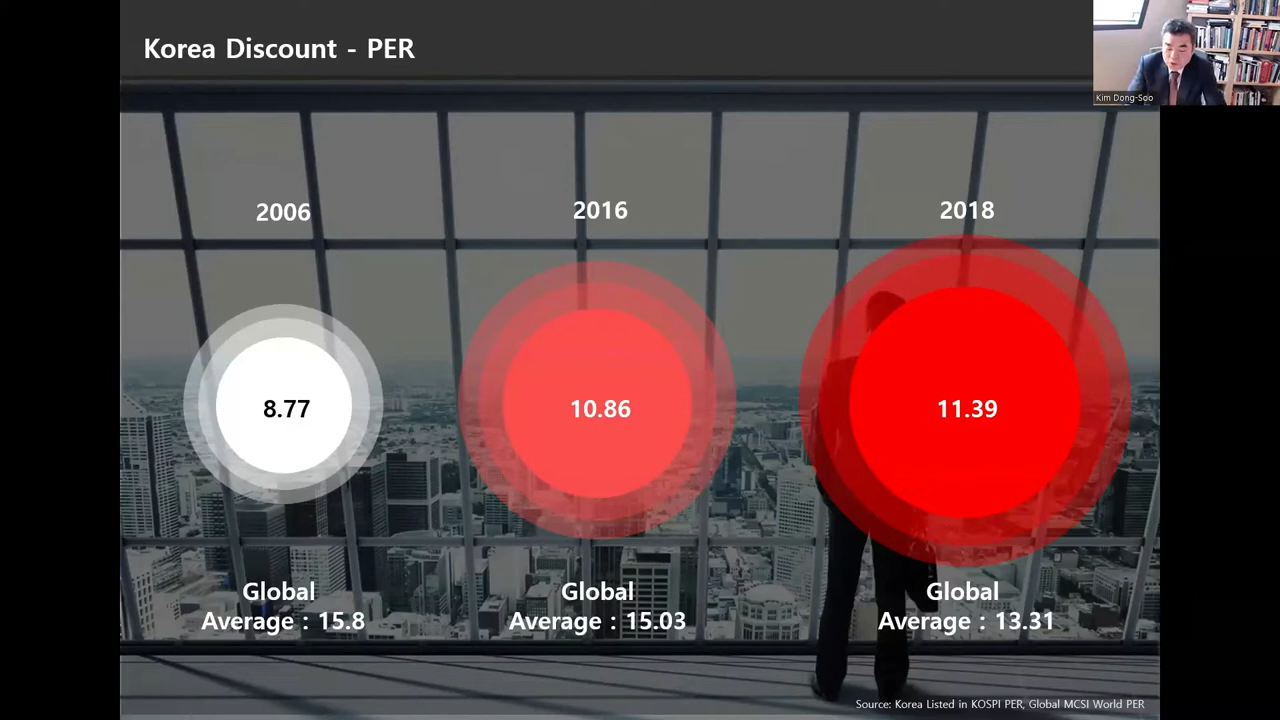 Korea Discount - PER
Kim Dong-Soo
2006
2016
2018
8.77
10.86
11.39
Global
Average : 15.8
Global
Average : 15.03
Global
Average : 13.31
Source: Korea Listed in KOSPI PER, Global MCSI World PER